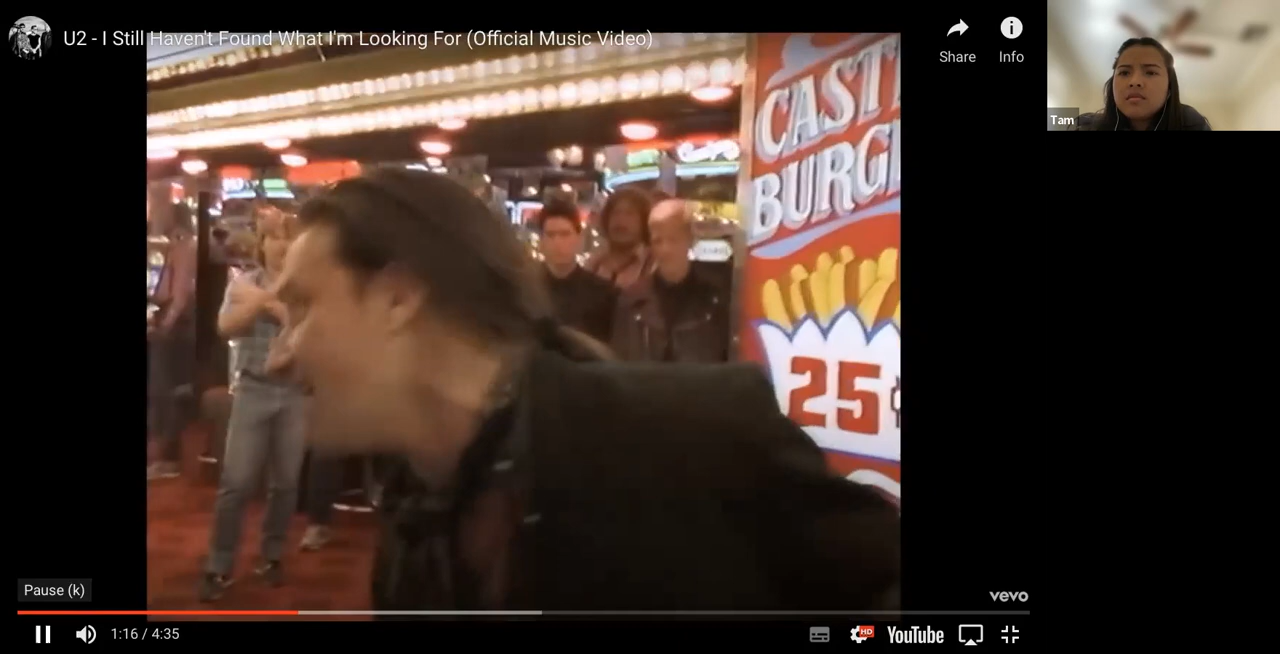 U2 - I Still Haven't Found What I'm Looking For (Official Music Video)
Share
Info
Tam
CAST
BURG
25¢
Pause (k)
vevo
1:16 / 4:35
HD
YouTube